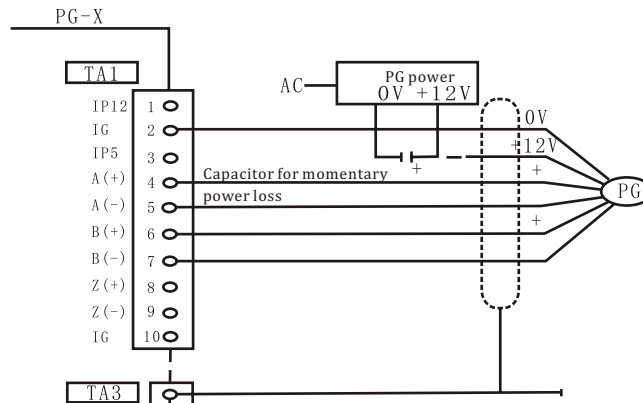 PG-X
TA1
PG power
AC 0V +12V
IP12 1
0V
IG 2
+12V
IP5 3
+
A(+) 4 Capacitor for momentary +
A(-) 5 power loss
B(+) 6 +
B(-) 7
PG
Z(+) 8
Z(-) 9
IG 10
TA3